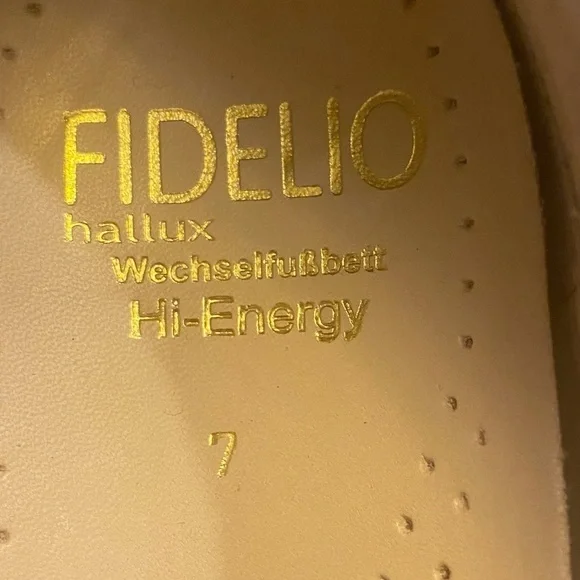 FIDELIO
hallux
Wechselfußbett
Hi-Energy
7